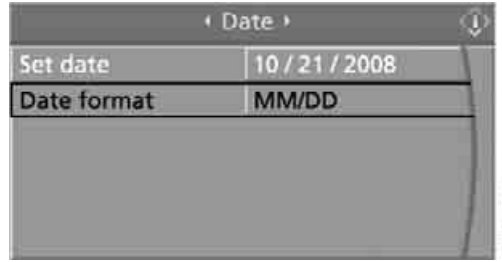 Date
Set date 10 / 21 / 2008
Date format MM/DD